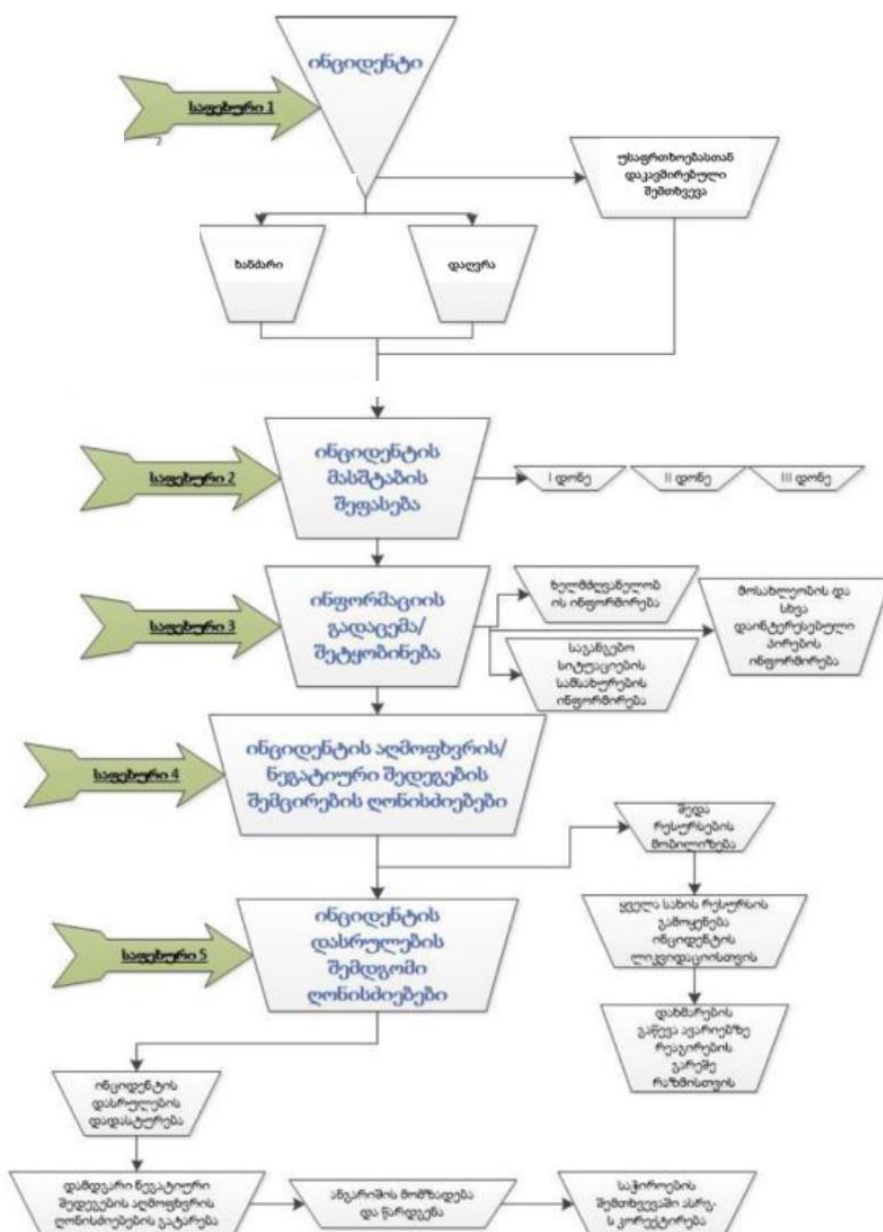 ინციდენტი
საფეხური 1
უსაფრთხოებასთან
დაკავშირებული
შემთხვევა
ხანძარი
დაღვრა
საფეხური 2
ინციდენტის
მასშტაბის
შეფასება
I დონე
II დონე
III დონე
საფეხური 3
ინფორმაციის
გადაცემა/
შეტყობინება
ხელმძღვანელობ
ის ინფორმირება
საგანგებო
სიტუაციების
სამსახურების
ინფორმირება
მოსახლეობის და
სხვა
დაინტერესებული
პირების
ინფორმირება
საფეხური 4
ინციდენტის აღმოფხვრის/
ნეგატიური შედეგების
შემცირების ღონისძიებები
შედა
რესურსების
მობილიზება
ყველა სახის რესურსის
გამოყენება
ინციდენტის
ლიკვიდაციისთვის
დახმარების
გაწევა ავარიებზე
რეაგირების
გარეშე
რაზმისთვის
საფეხური 5
ინციდენტის
დასრულების
შემდგომი
ღონისძიებები
ინციდენტის
დასრულების
დადასტურება
დამდგარი ნეგატიური
შედეგების აღმოფხვრის
ღონისძიებების გატარება
ანგარიშის მომზადება
და წარდგენა
საჭიროების
შემთხვევაში ასრგ-
ს კორექტირება